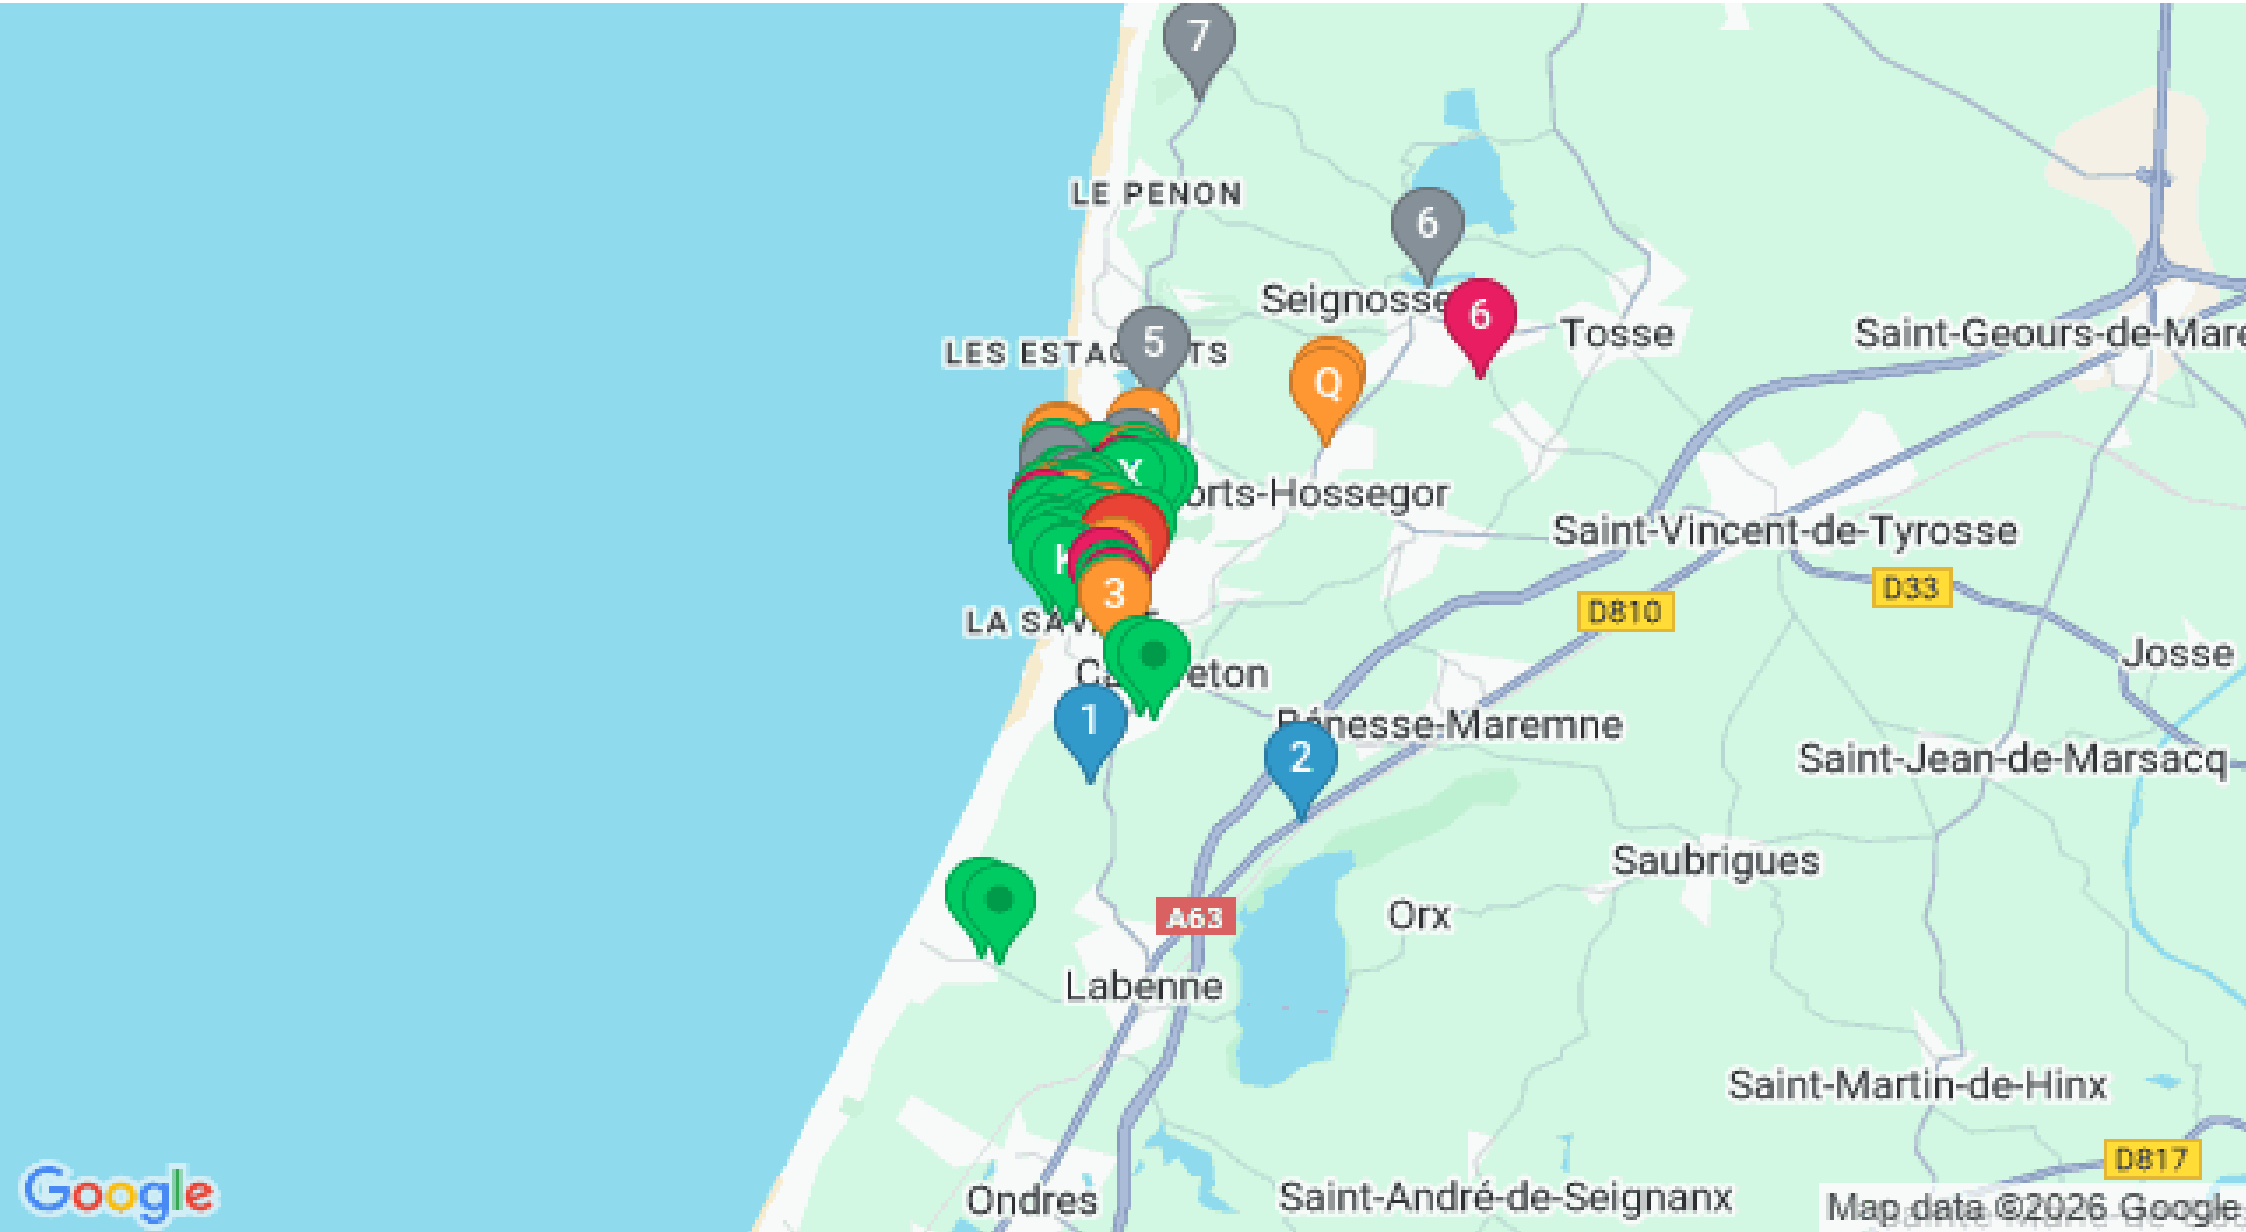 7
LE PENON
6
Seignosse
6
Tosse
Saint-Geours-de-Mare
5
LES ESTAG TS
Q
X
orts-Hossegor
Saint-Vincent-de-Tyrosse
D33
D810
3
LA SAV
Josse
eton
1
2
Bénesse-Maremne
Saint-Jean-de-Marsacq
Saubrigues
Orx
A63
Labenne
Saint-Martin-de-Hinx
D817
Google
Ondres
Saint-André-de-Seignanx
Map data ©2026 Google